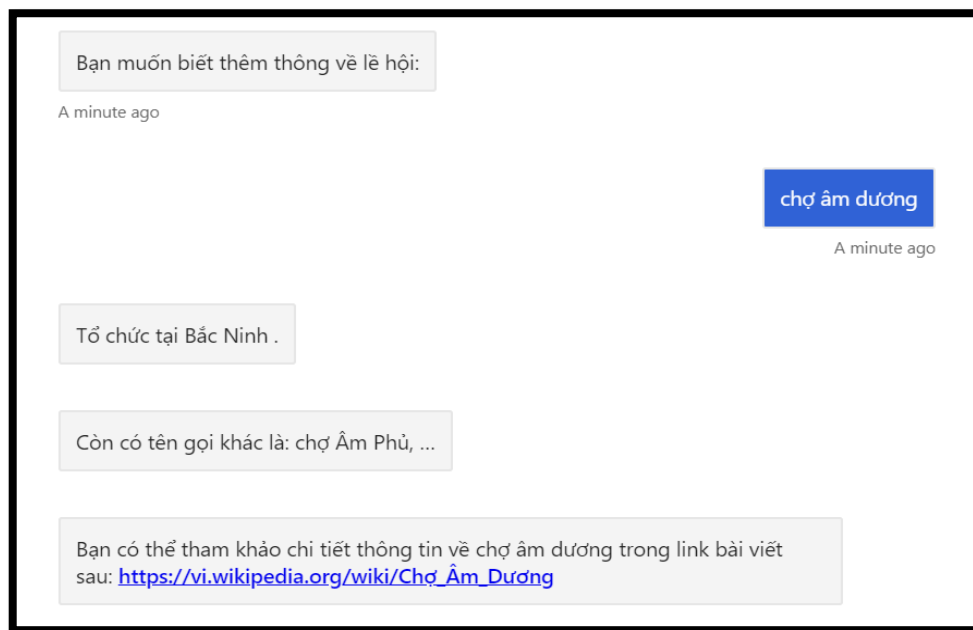 Bạn muốn biết thêm thông về lề hội:
A minute ago
chợ âm dương
A minute ago
Tổ chức tại Bắc Ninh .
Còn có tên gọi khác là: chợ Âm Phủ, ...
Bạn có thể tham khảo chi tiết thông tin về chợ âm dương trong link bài viết
sau: https://vi.wikipedia.org/wiki/Chợ_Âm_Dương